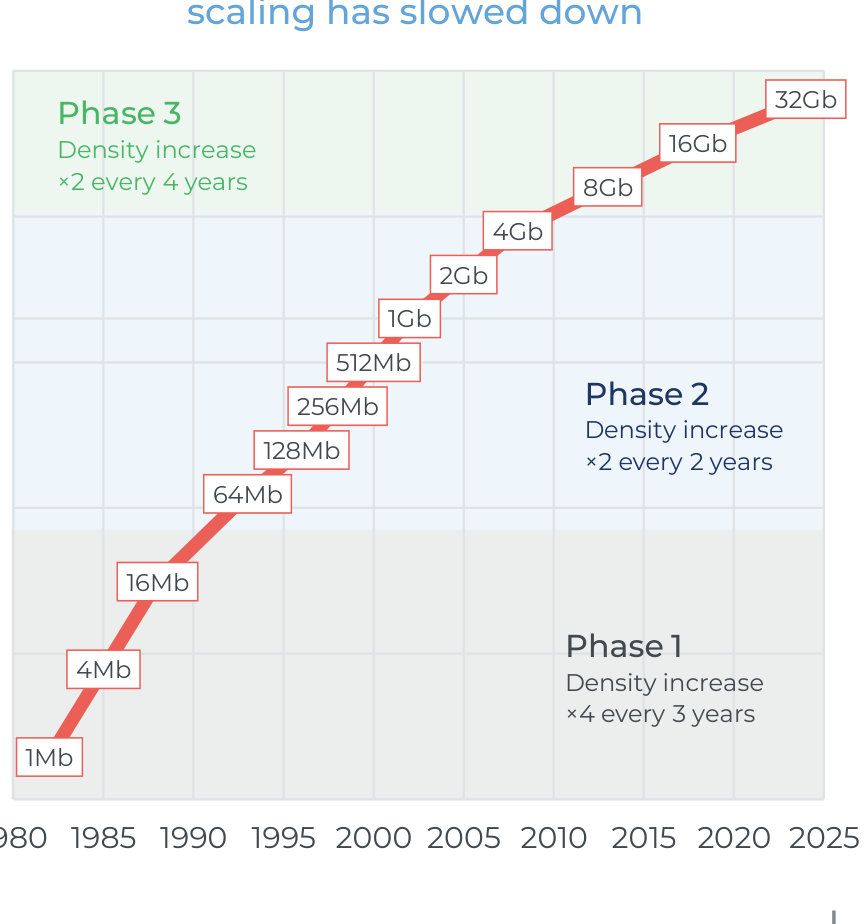 scaling has slowed down
Phase 3
Density increase
×2 every 4 years
32Gb
16Gb
8Gb
4Gb
2Gb
1Gb
512Mb
256Mb
128Mb
64Mb
Phase 2
Density increase
×2 every 2 years
16Mb
4Mb
1Mb
Phase 1
Density increase
×4 every 3 years
980 1985 1990 1995 2000 2005 2010 2015 2020 2025